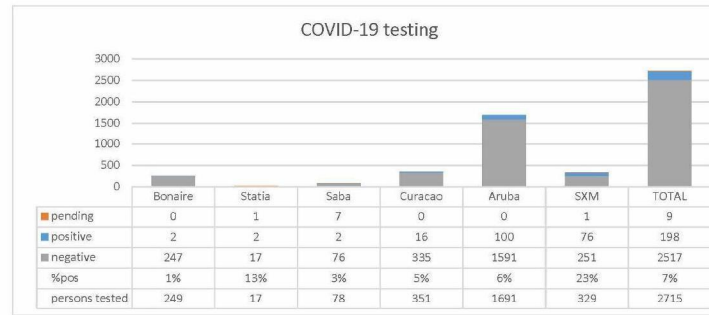 COVID-19 testing
3000
2500
2000
1500
1000
500
0
Bonaire Statia Saba Curacao Aruba SXM TOTAL
pending 0 1 7 0 0 1 9
positive 2 2 2 16 100 76 198
negative 247 17 76 335 1591 251 2517
%pos 1% 13% 3% 5% 6% 23% 7%
persons tested 249 17 78 351 1691 329 2715